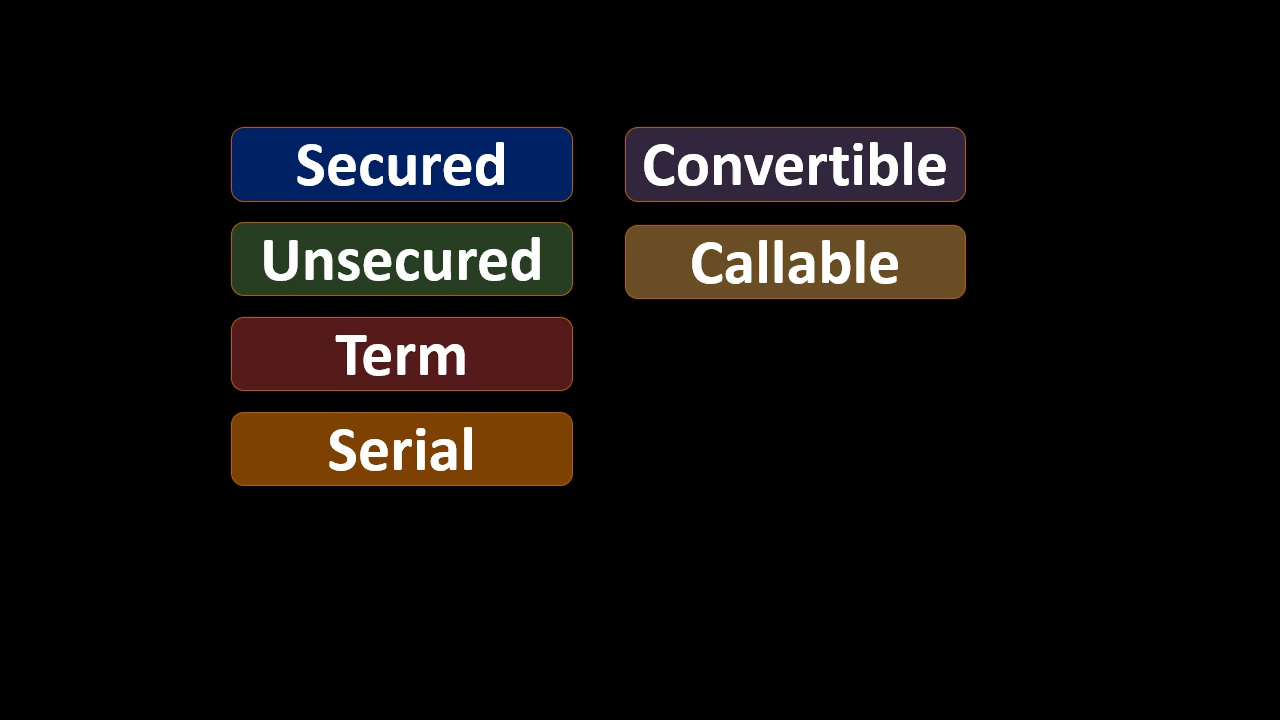 Secured
Unsecured
Term
Serial
Convertible
Callable